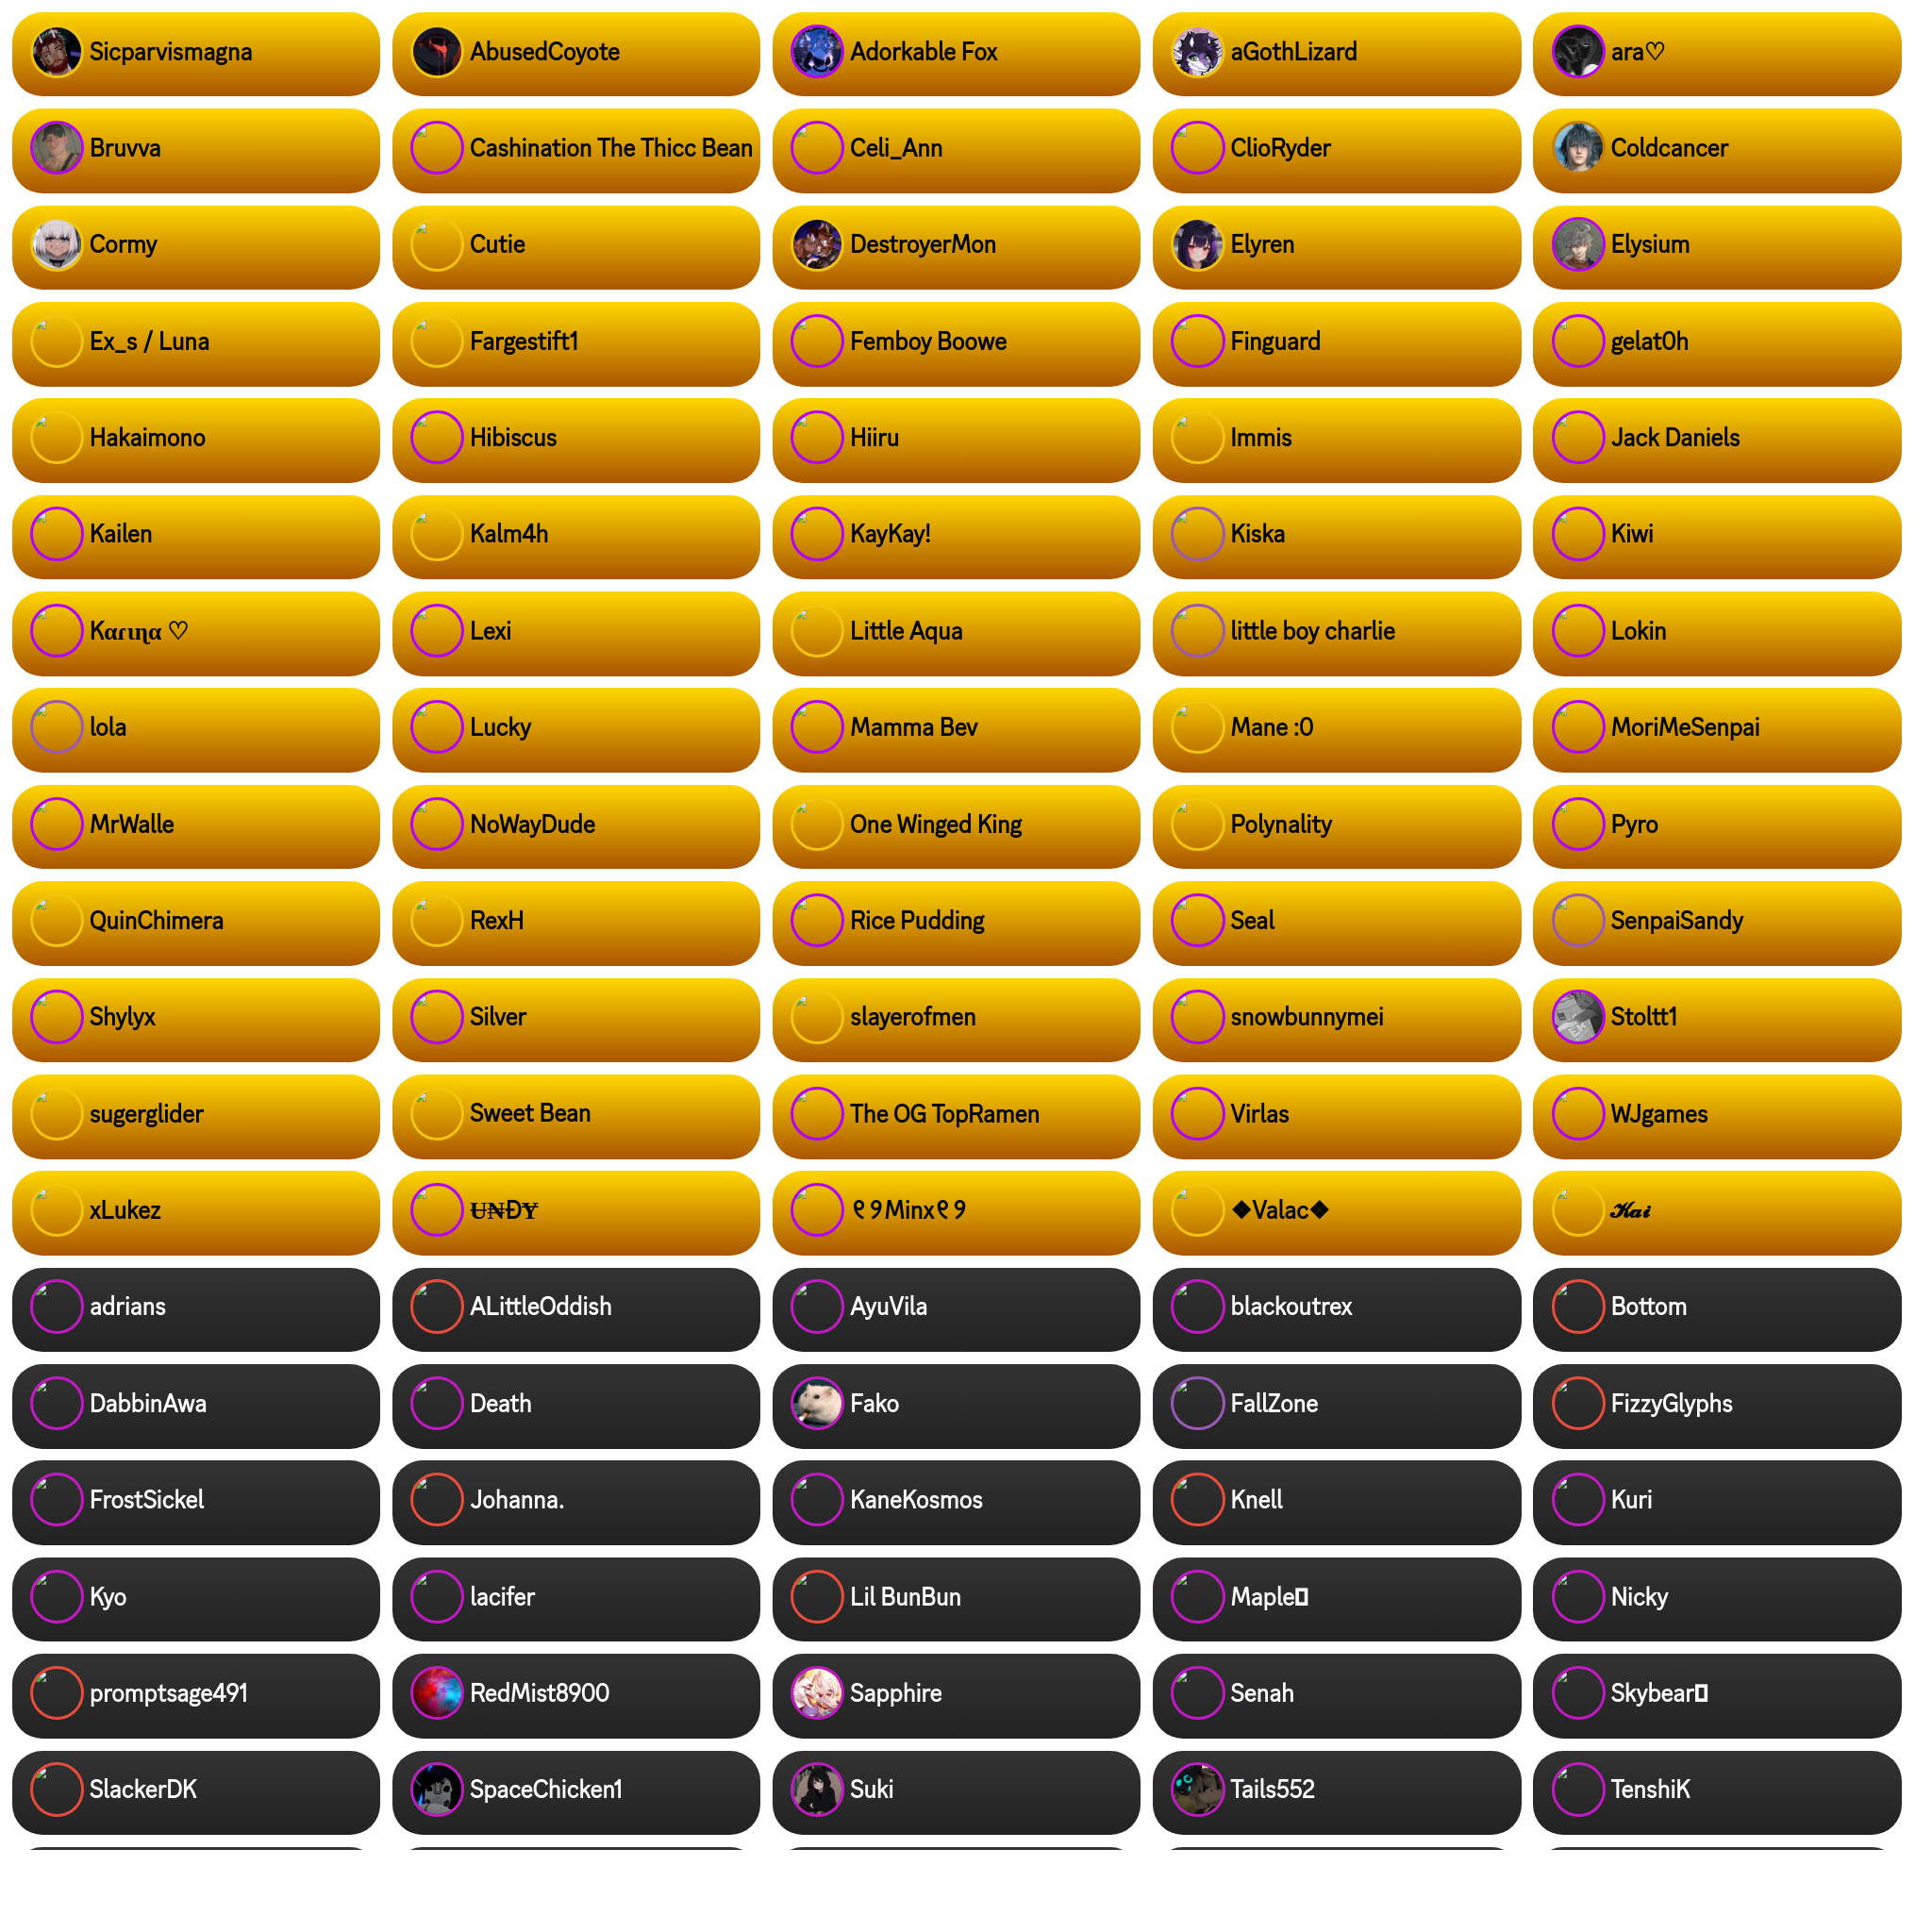 Sicparvismagna
AbusedCoyote
Adorkable Fox
aGothLizard
ara♡
Bruvva
Cashination The Thicc Bean
Celi_Ann
ClioRyder
Coldcancer
Cormy
Cutie
DestroyerMon
Elyren
Elysium
Ex_s / Luna
Fargestift1
Femboy Boowe
Finguard
gelat0h
Hakaimono
Hibiscus
Hiiru
Immis
Jack Daniels
Kailen
Kalm4h
KayKay!
Kiska
Kiwi
Kαɾιɳα ♡
Lexi
Little Aqua
little boy charlie
Lokin
lola
Lucky
Mamma Bev
Mane :0
MoriMeSenpai
MrWalle
NoWayDude
One Winged King
Polynality
Pyro
QuinChimera
RexH
Rice Pudding
Seal
SenpaiSandy
Shylyx
Silver
slayerofmen
snowbunnymei
Stoltt1
sugerglider
Sweet Bean
The OG TopRamen
Virlas
WJgames
xLukez
Ʉ₦ĐɎ
୧୨Minx୧୨
❖Valac❖
𝓚𝓪𝓲
adrians
ALittleOddish
AyuVila
blackoutrex
Bottom
DabbinAwa
Death
Fako
FallZone
FizzyGlyphs
FrostSickel
Johanna.
KaneKosmos
Knell
Kuri
Kyo
lacifer
Lil BunBun
Maple
Nicky
promptsage491
RedMist8900
Sapphire
Senah
Skybear
SlackerDK
SpaceChicken1
Suki
Tails552
TenshiK